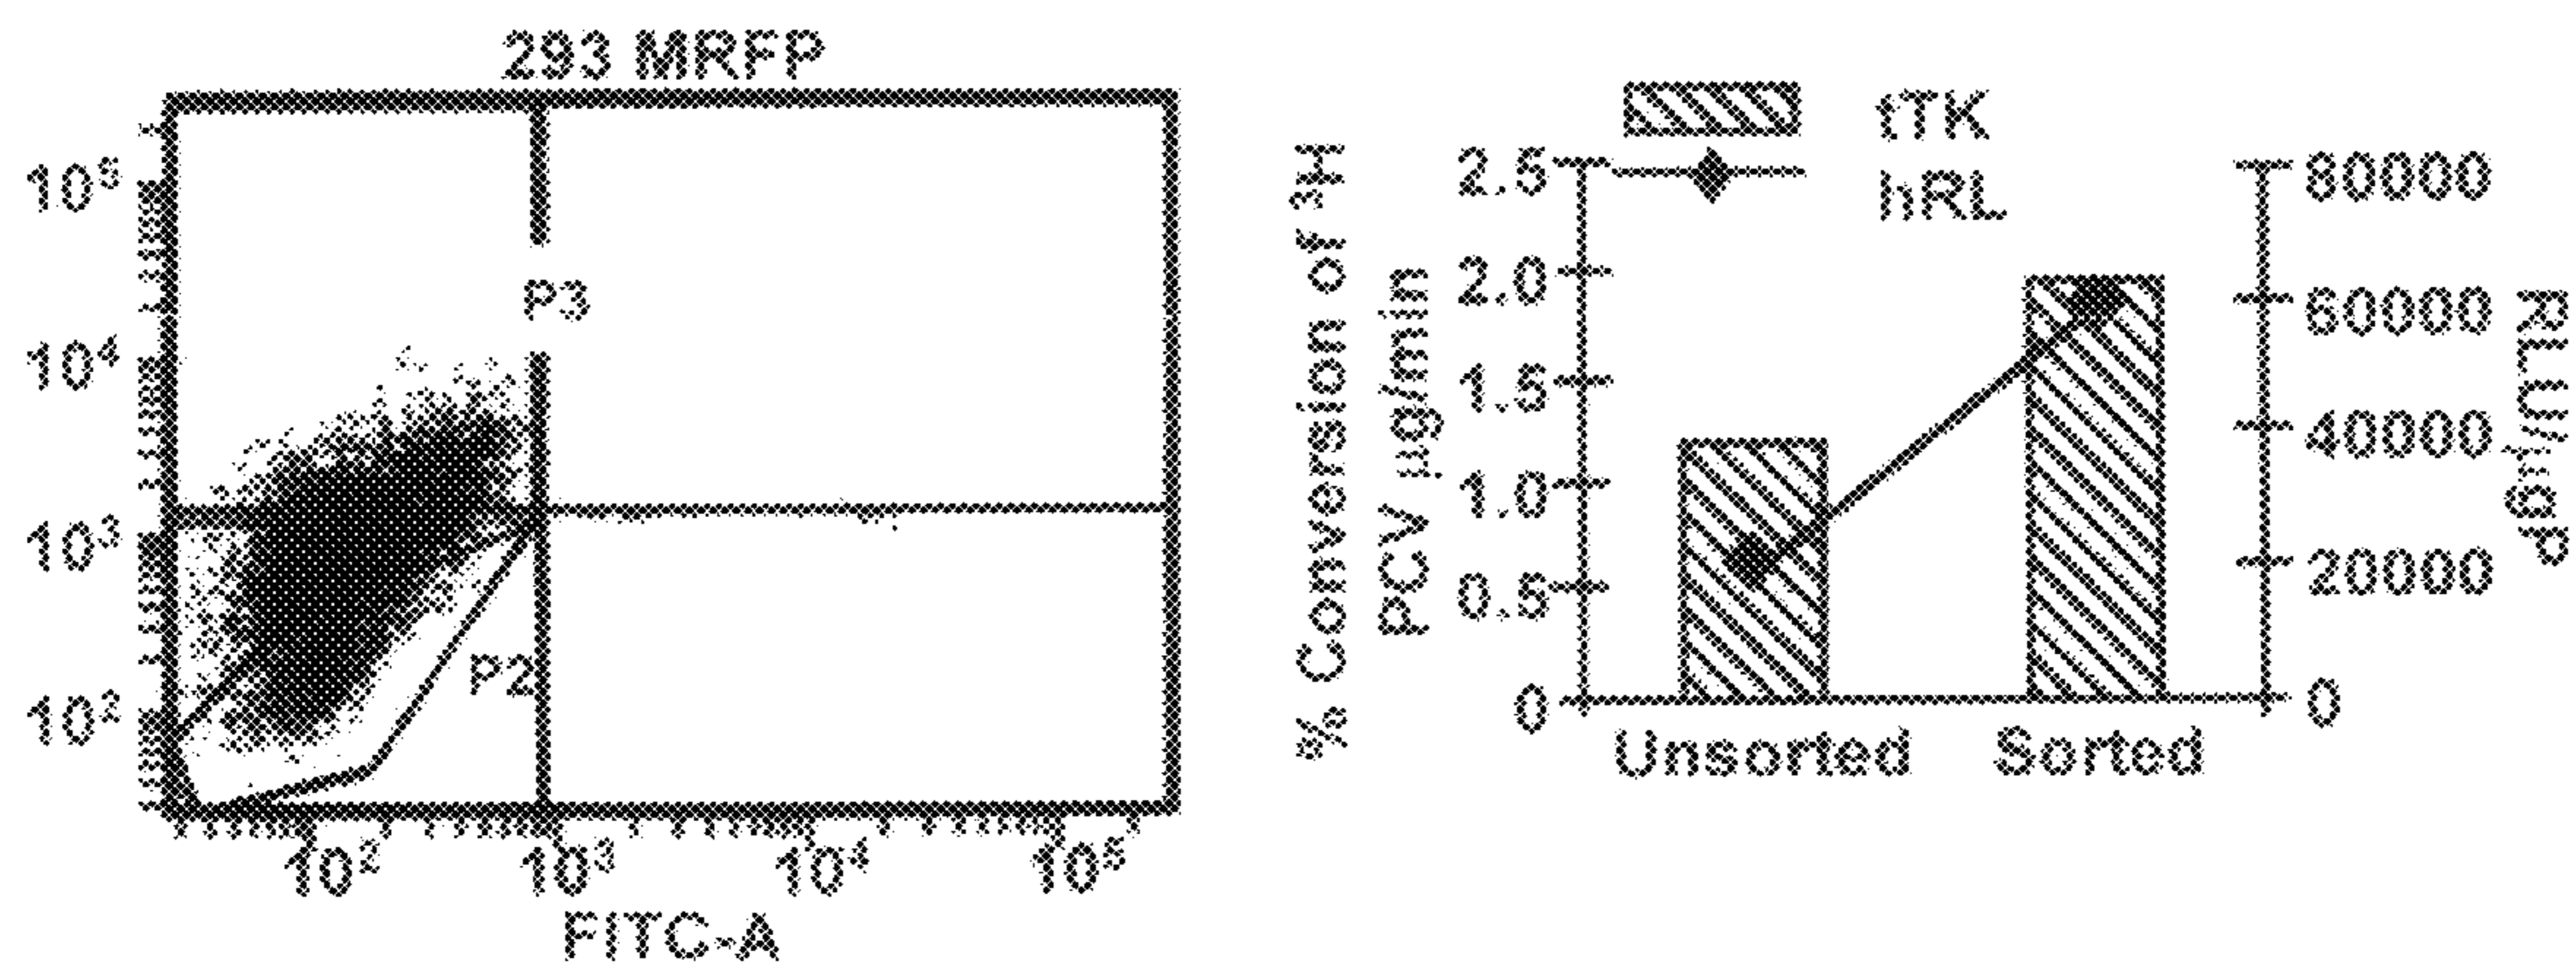 293 MRFP
10⁵
10⁴
10³
10²
P3
P2
10² 10³ 10⁴ 10⁵
FITC-A
tTK
hRL
% Conversion of ³H
PCV µg/min
2.5
2.0
1.5
1.0
0.5
0
80000
60000
40000
20000
0
RLU/µgP
Unsorted Sorted